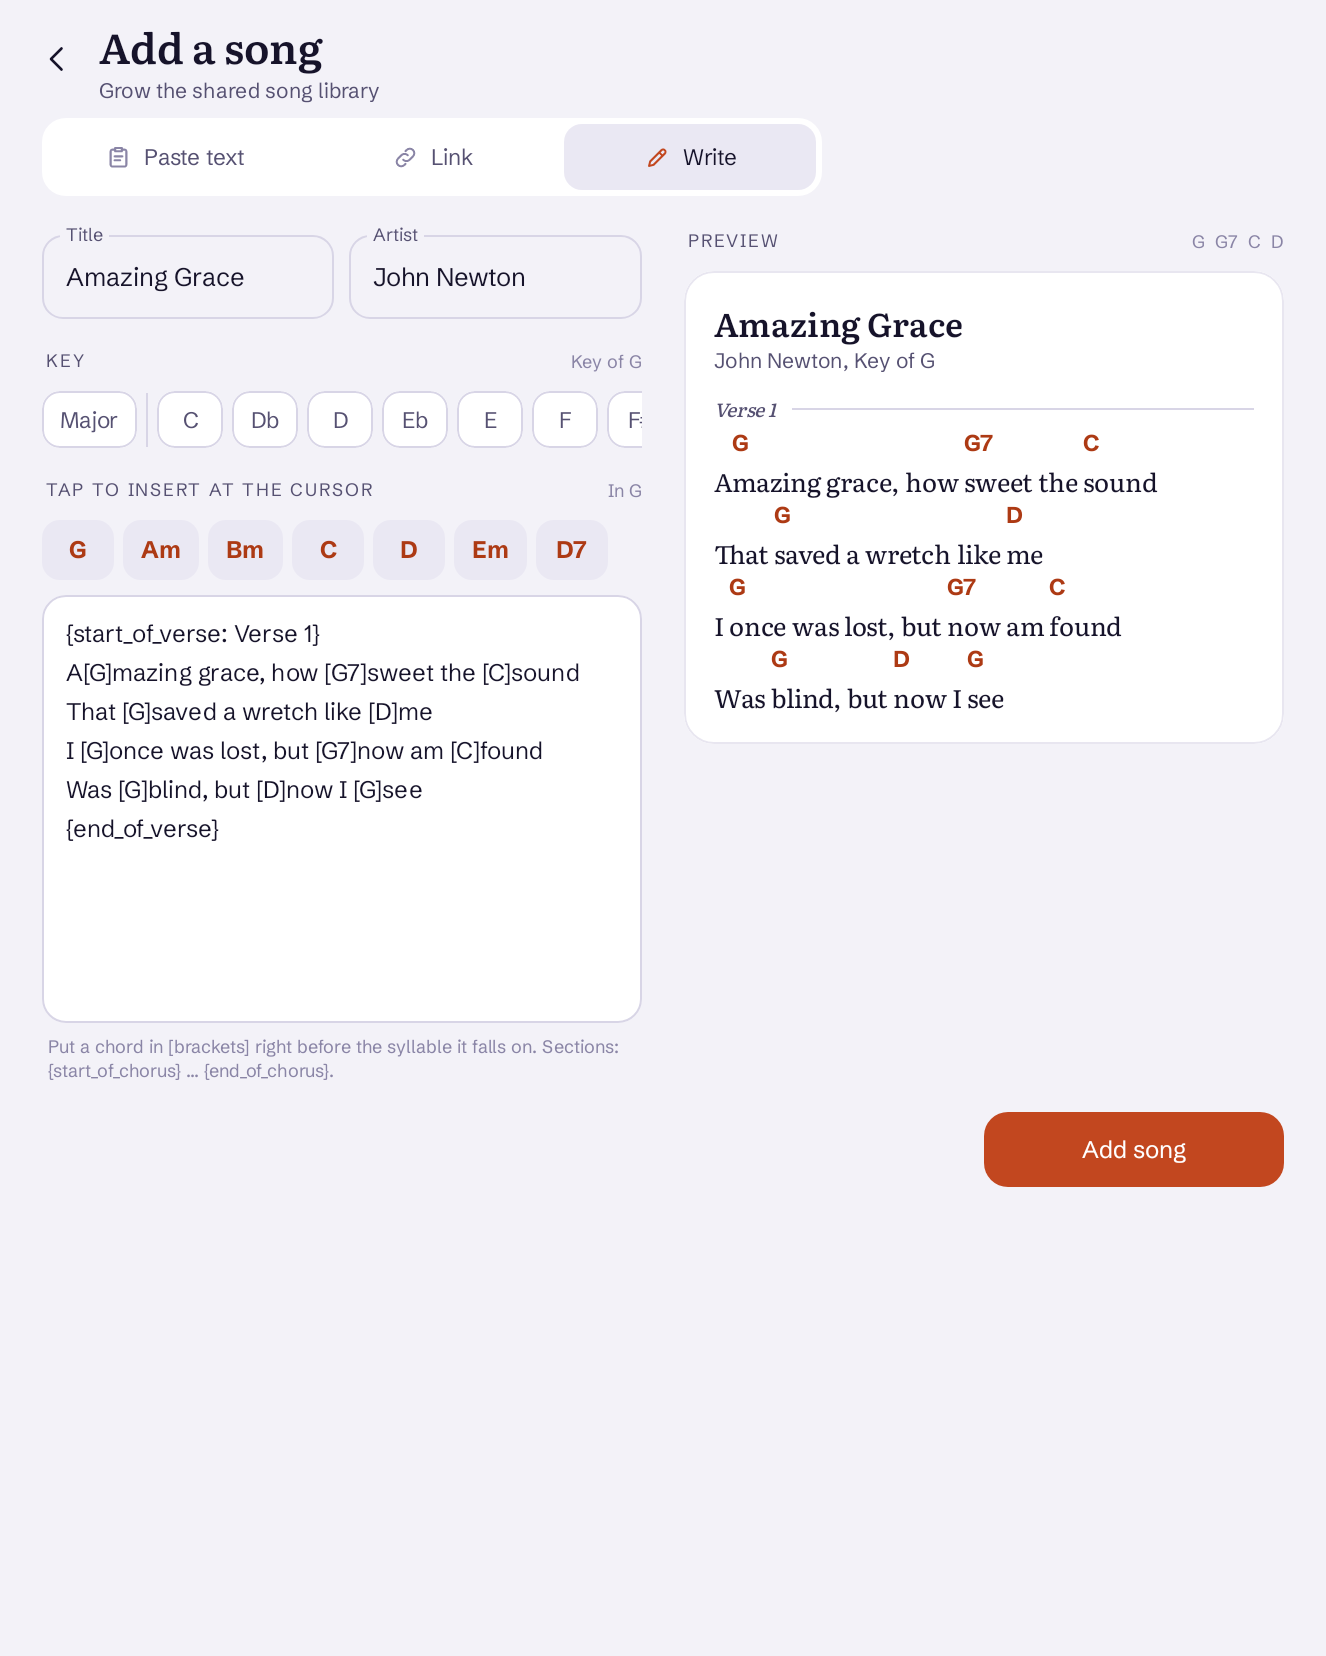 Add a song
Grow the shared song library
Paste text
Link
Write
Title
Amazing Grace
Artist
John Newton
KEY
Key of G
Major
C
Db
D
Eb
E
F
TAP TO INSERT AT THE CURSOR
In G
G
Am
Bm
C
D
Em
D7
{start_of_verse: Verse 1}
A[G]mazing grace, how [G7]sweet the [C]sound
That [G]saved a wretch like [D]me
I [G]once was lost, but [G7]now am [C]found
Was [G]blind, but [D]now I [G]see
{end_of_verse}
Put a chord in [brackets] right before the syllable it falls on. Sections:
{start_of_chorus} … {end_of_chorus}.
PREVIEW
G G7 C D
Amazing Grace
John Newton, Key of G
Verse 1
G G7 C
Amazing grace, how sweet the sound
G D
That saved a wretch like me
G G7 C
I once was lost, but now am found
G D G
Was blind, but now I see
Add song